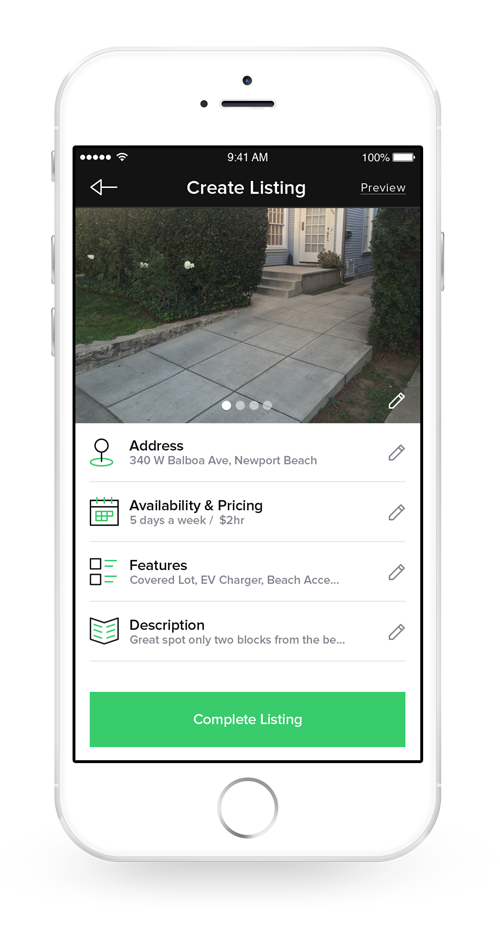 9:41 AM
100%
Create Listing
Preview
Address
340 W Balboa Ave, Newport Beach
Availability & Pricing
5 days a week / $2hr
Features
Covered Lot, EV Charger, Beach Acce...
Description
Great spot only two blocks from the be...
Complete Listing